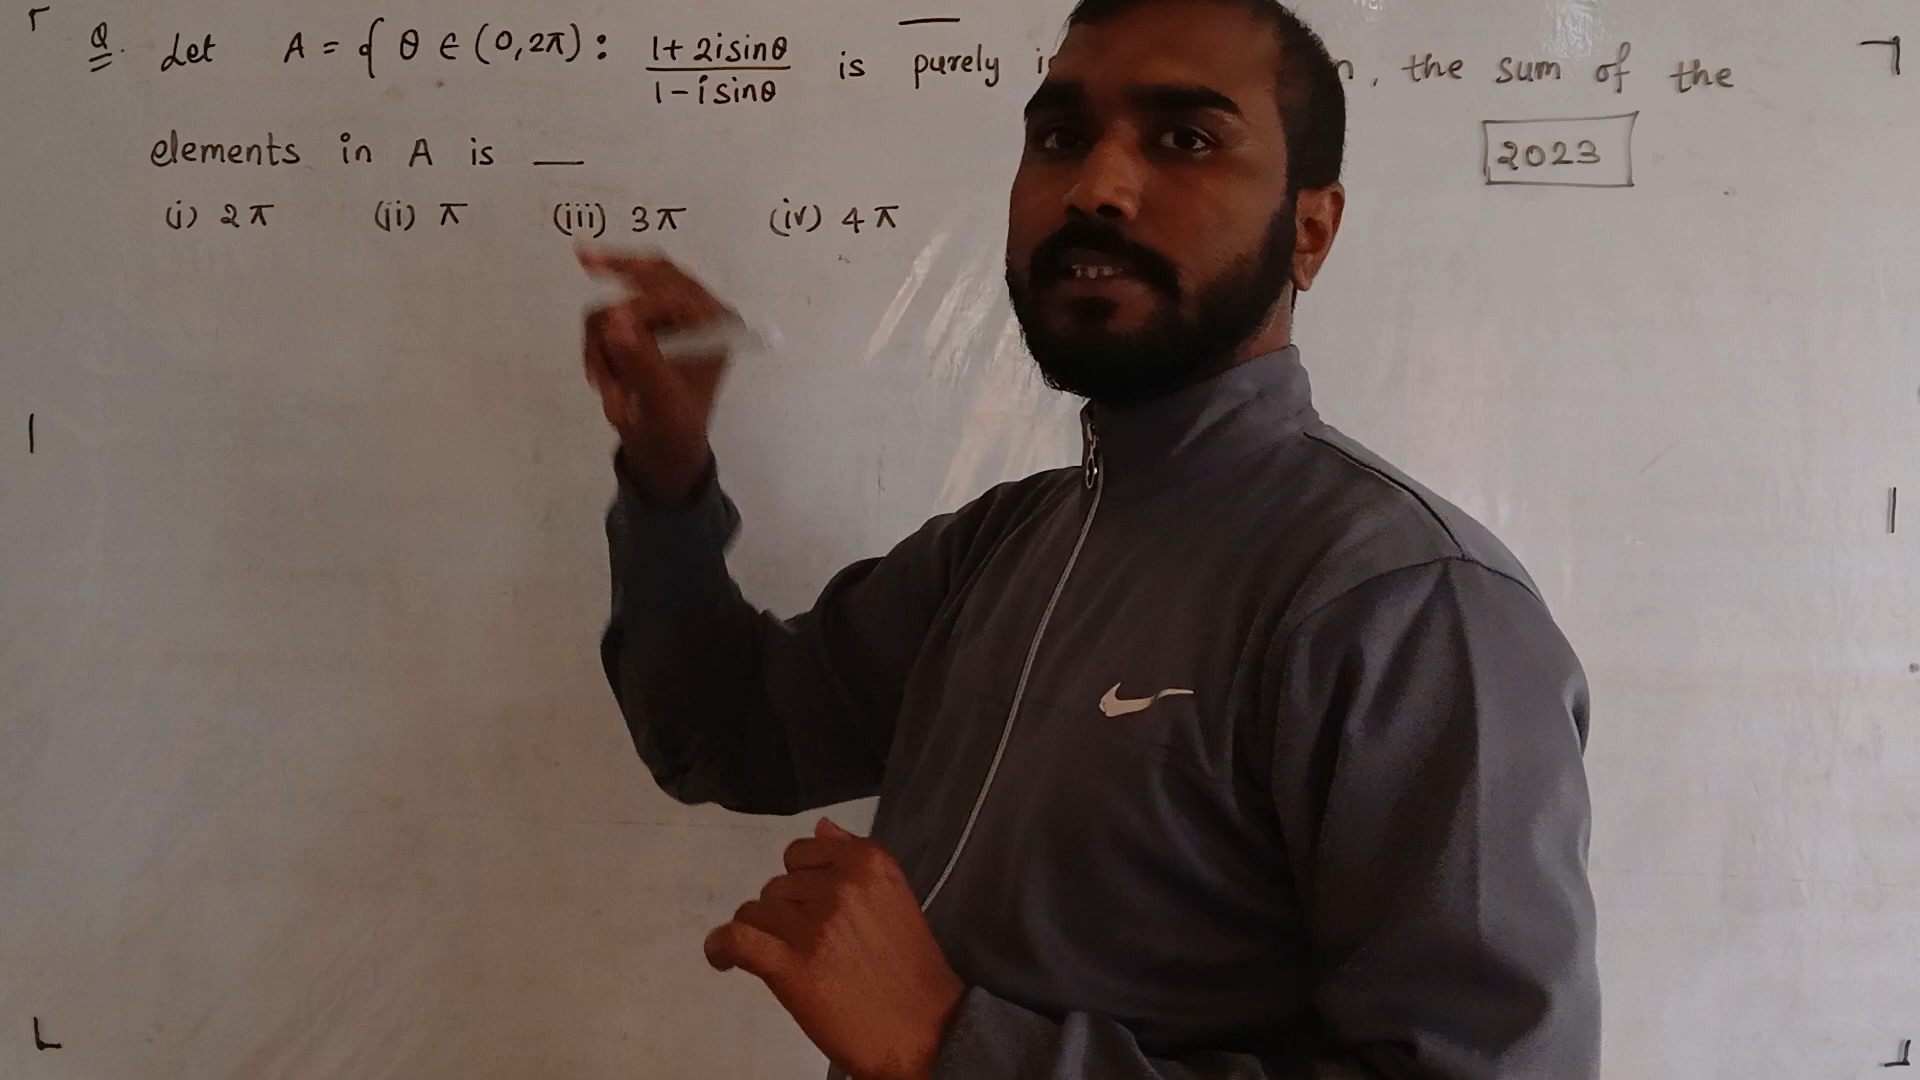 Q. Let A = { θ ∈ (0,2π) : (1+2isinθ)/(1-isinθ) is purely , the sum of the
elements in A is __
2023
(i) 2π (ii) π (iii) 3π (iv) 4π